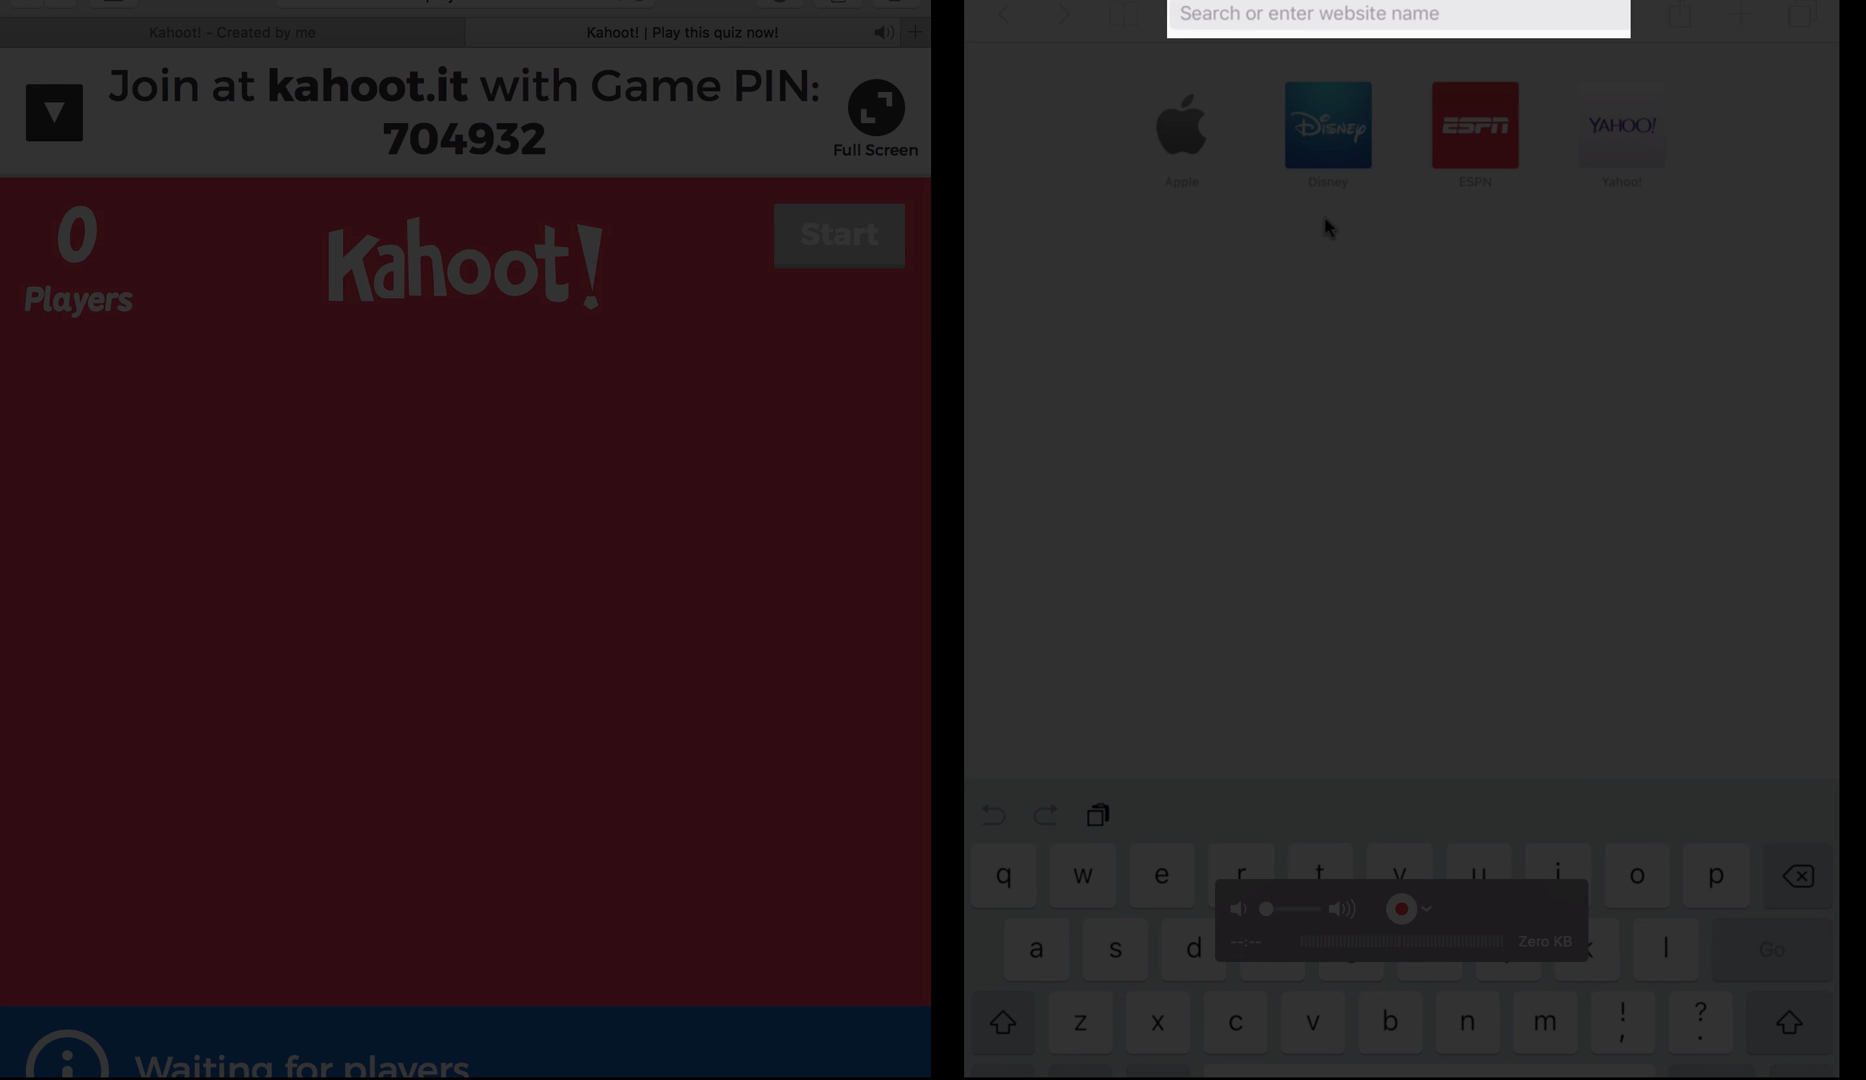 Kahoot! - Created by me
Kahoot! | Play this quiz now!
Join at kahoot.it with Game PIN:
704932
Full Screen
0
Players
Kahoot!
Start
Waiting for players
Search or enter website name
Disney
ESPN
YAHOO!
Apple
Disney
ESPN
Yahoo!
q w e r t y u i o p
a s d k l Go
--:-- Zero KB
z x c v b n m ! , ? .